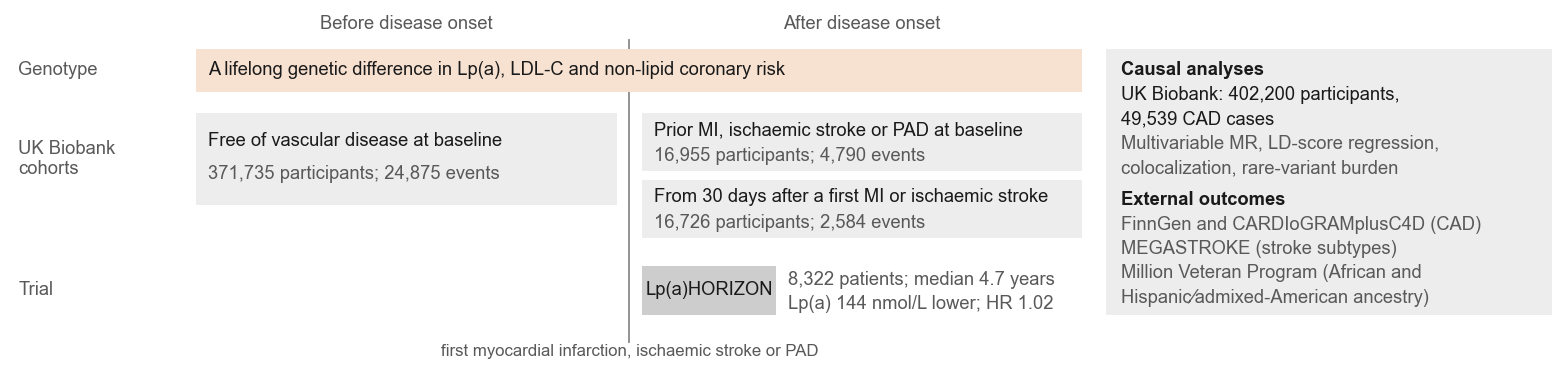 Before disease onset
After disease onset
Genotype
A lifelong genetic difference in Lp(a), LDL-C and non-lipid coronary risk
UK Biobank
cohorts
Free of vascular disease at baseline
371,735 participants; 24,875 events
Prior MI, ischaemic stroke or PAD at baseline
16,955 participants; 4,790 events
From 30 days after a first MI or ischaemic stroke
16,726 participants; 2,584 events
Trial
Lp(a)HORIZON
8,322 patients; median 4.7 years
Lp(a) 144 nmol/L lower; HR 1.02
first myocardial infarction, ischaemic stroke or PAD
Causal analyses
UK Biobank: 402,200 participants,
49,539 CAD cases
Multivariable MR, LD-score regression,
colocalization, rare-variant burden
External outcomes
FinnGen and CARDIoGRAMplusC4D (CAD)
MEGASTROKE (stroke subtypes)
Million Veteran Program (African and
Hispanic⁄admixed-American ancestry)